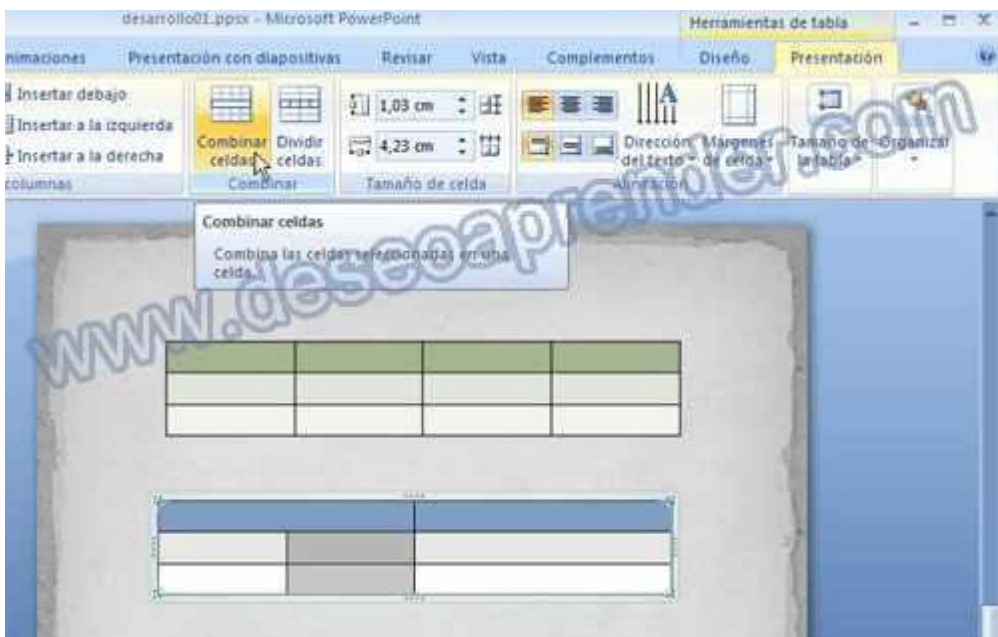 desarrollo01.ppsx - Microsoft PowerPoint
Herramientas de tabla
nimaciones Presentación con diapositivas Revisar Vista Complementos Diseño Presentación
Insertar debajo
Insertar a la izquierda
Insertar a la derecha
columnas
Combinar celdas
Dividir celdas
Combinar
1,03 cm
4,23 cm
Tamaño de celda
Dirección del texto
Márgenes de celda
Alineación
Tamaño de la tabla
Organizar
Combinar celdas
Combina las celdas seleccionadas en una
celda.
www.deseoaprender.com